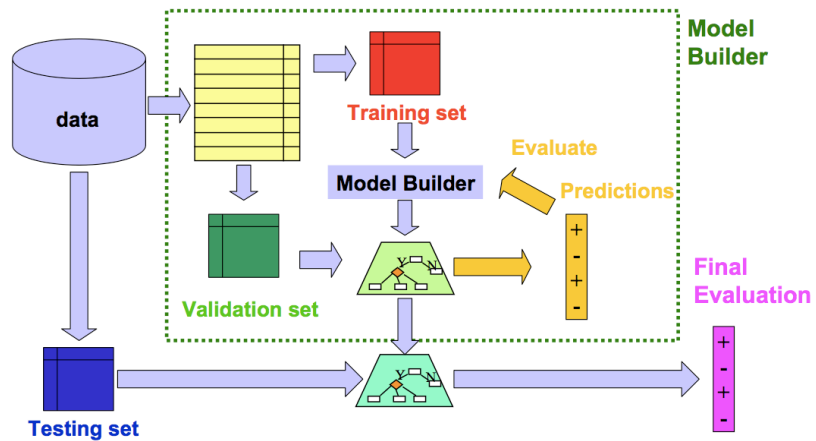 Model
Builder
data
Training set
Evaluate
Model Builder
Predictions
+
-
+
-
Y
N
Validation set
Final
Evaluation
+
-
+
-
Y
N
Testing set